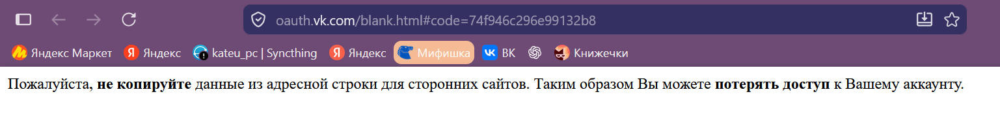 oauth.vk.com/blank.html#code=74f946c296e99132b8
Яндекс Маркет Яндекс kateu_pc | Syncthing Яндекс Мифишка ВК Книжечки
Пожалуйста, не копируйте данные из адресной строки для сторонних сайтов. Таким образом Вы можете потерять доступ к Вашему аккаунту.